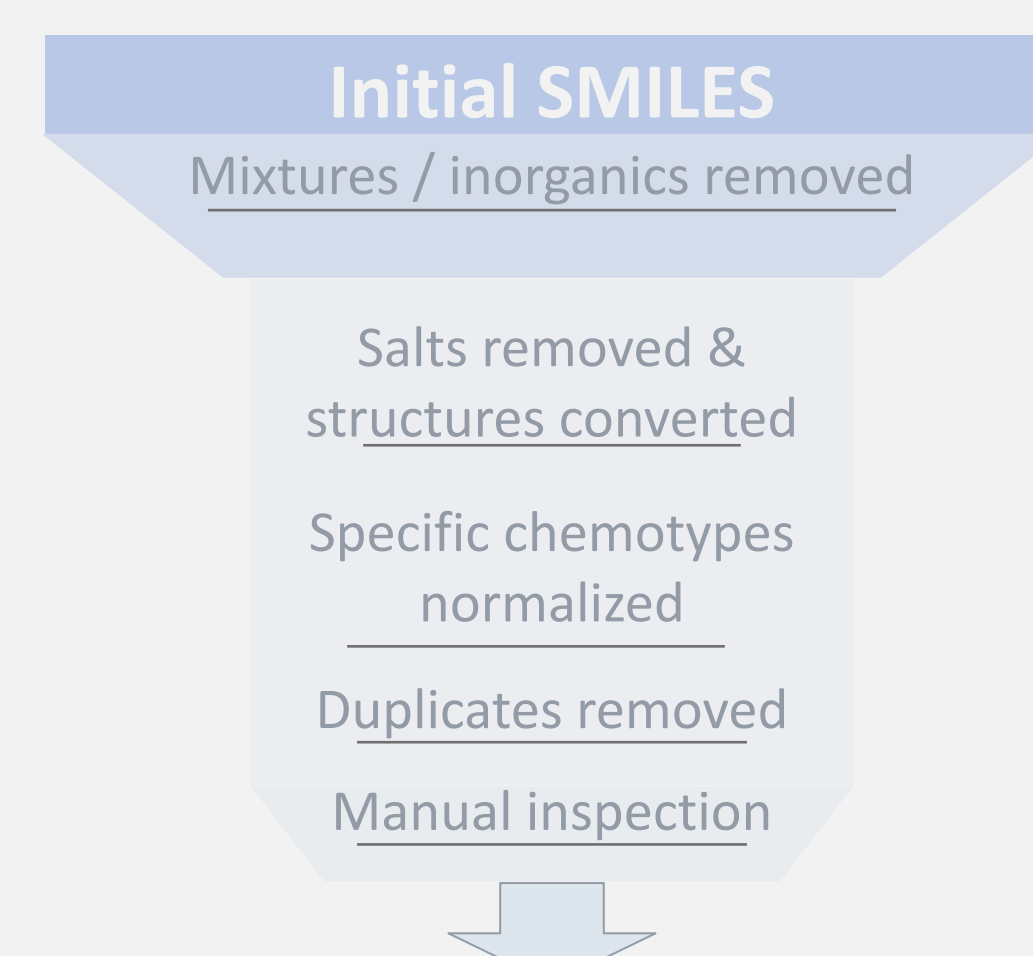 Initial SMILES
Mixtures / inorganics removed
Salts removed &
structures converted
Specific chemotypes
normalized
Duplicates removed
Manual inspection